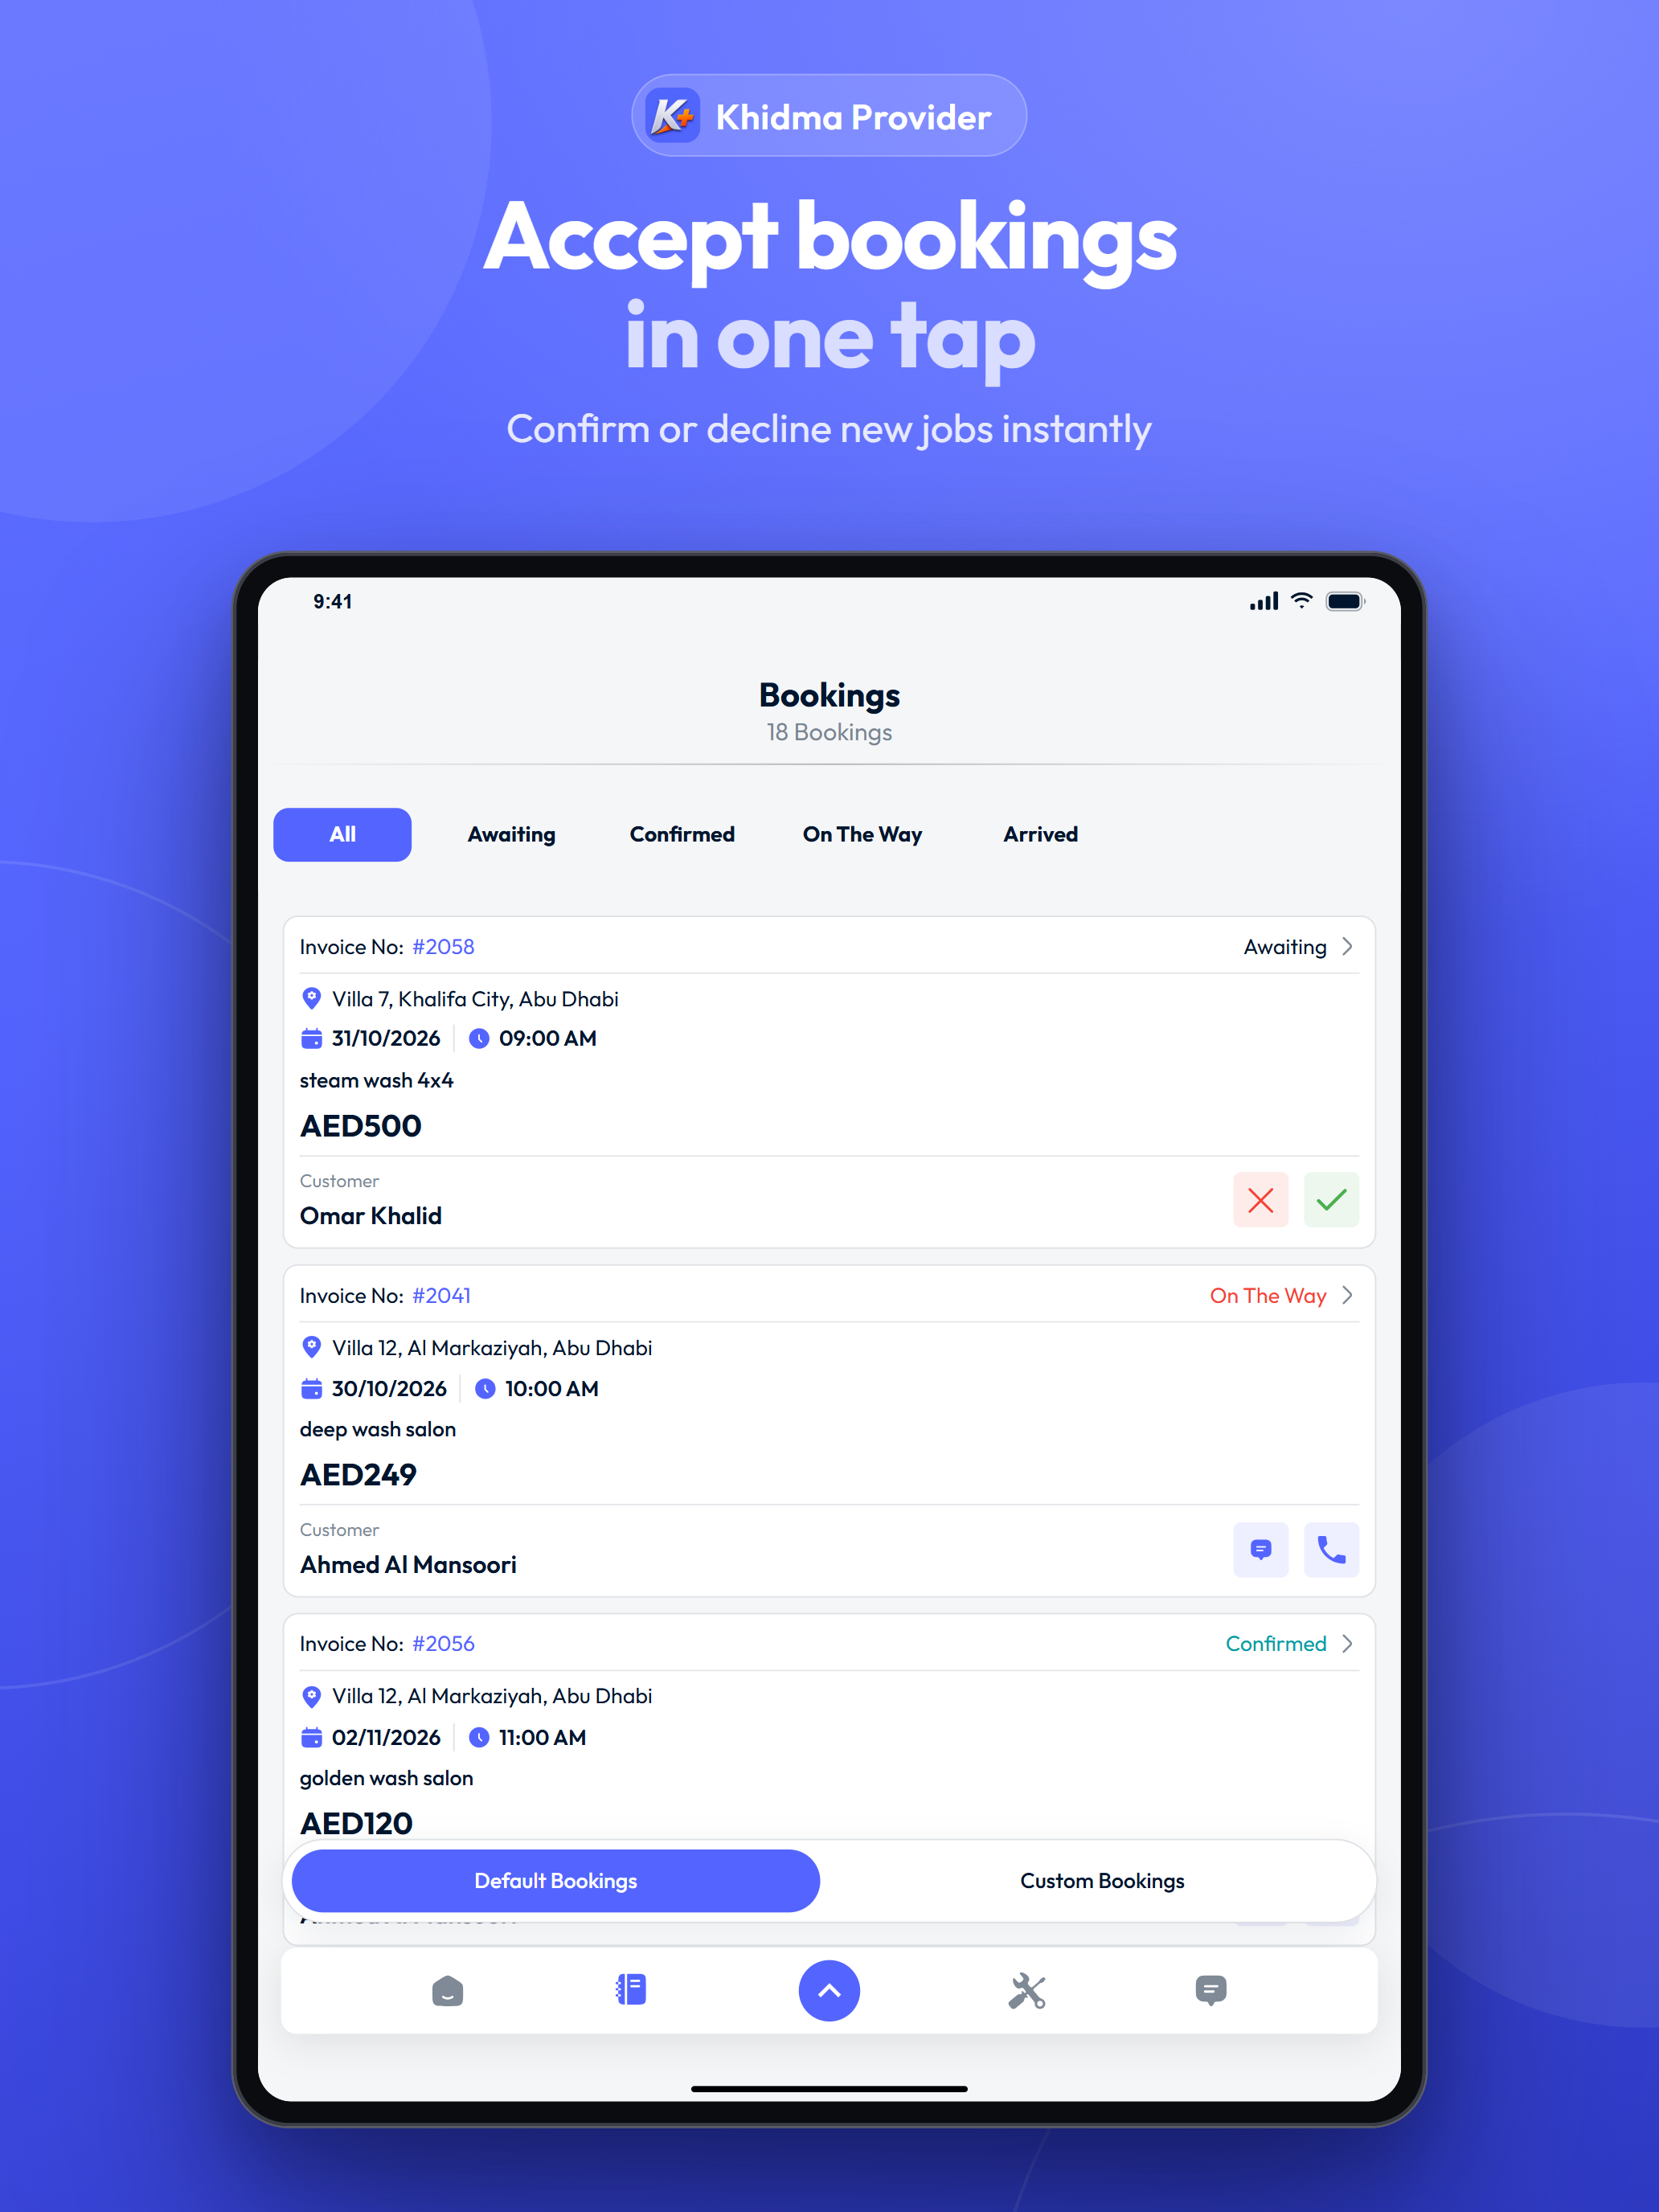 K+ Khidma Provider
Accept bookings
in one tap
Confirm or decline new jobs instantly
9:41
Bookings
18 Bookings
All Awaiting Confirmed On The Way Arrived
Invoice No: #2058 Awaiting
Villa 7, Khalifa City, Abu Dhabi
31/10/2026 09:00 AM
steam wash 4x4
AED500
Customer
Omar Khalid
Invoice No: #2041 On The Way
Villa 12, Al Markaziyah, Abu Dhabi
30/10/2026 10:00 AM
deep wash salon
AED249
Customer
Ahmed Al Mansoori
Invoice No: #2056 Confirmed
Villa 12, Al Markaziyah, Abu Dhabi
02/11/2026 11:00 AM
golden wash salon
AED120
Default Bookings Custom Bookings